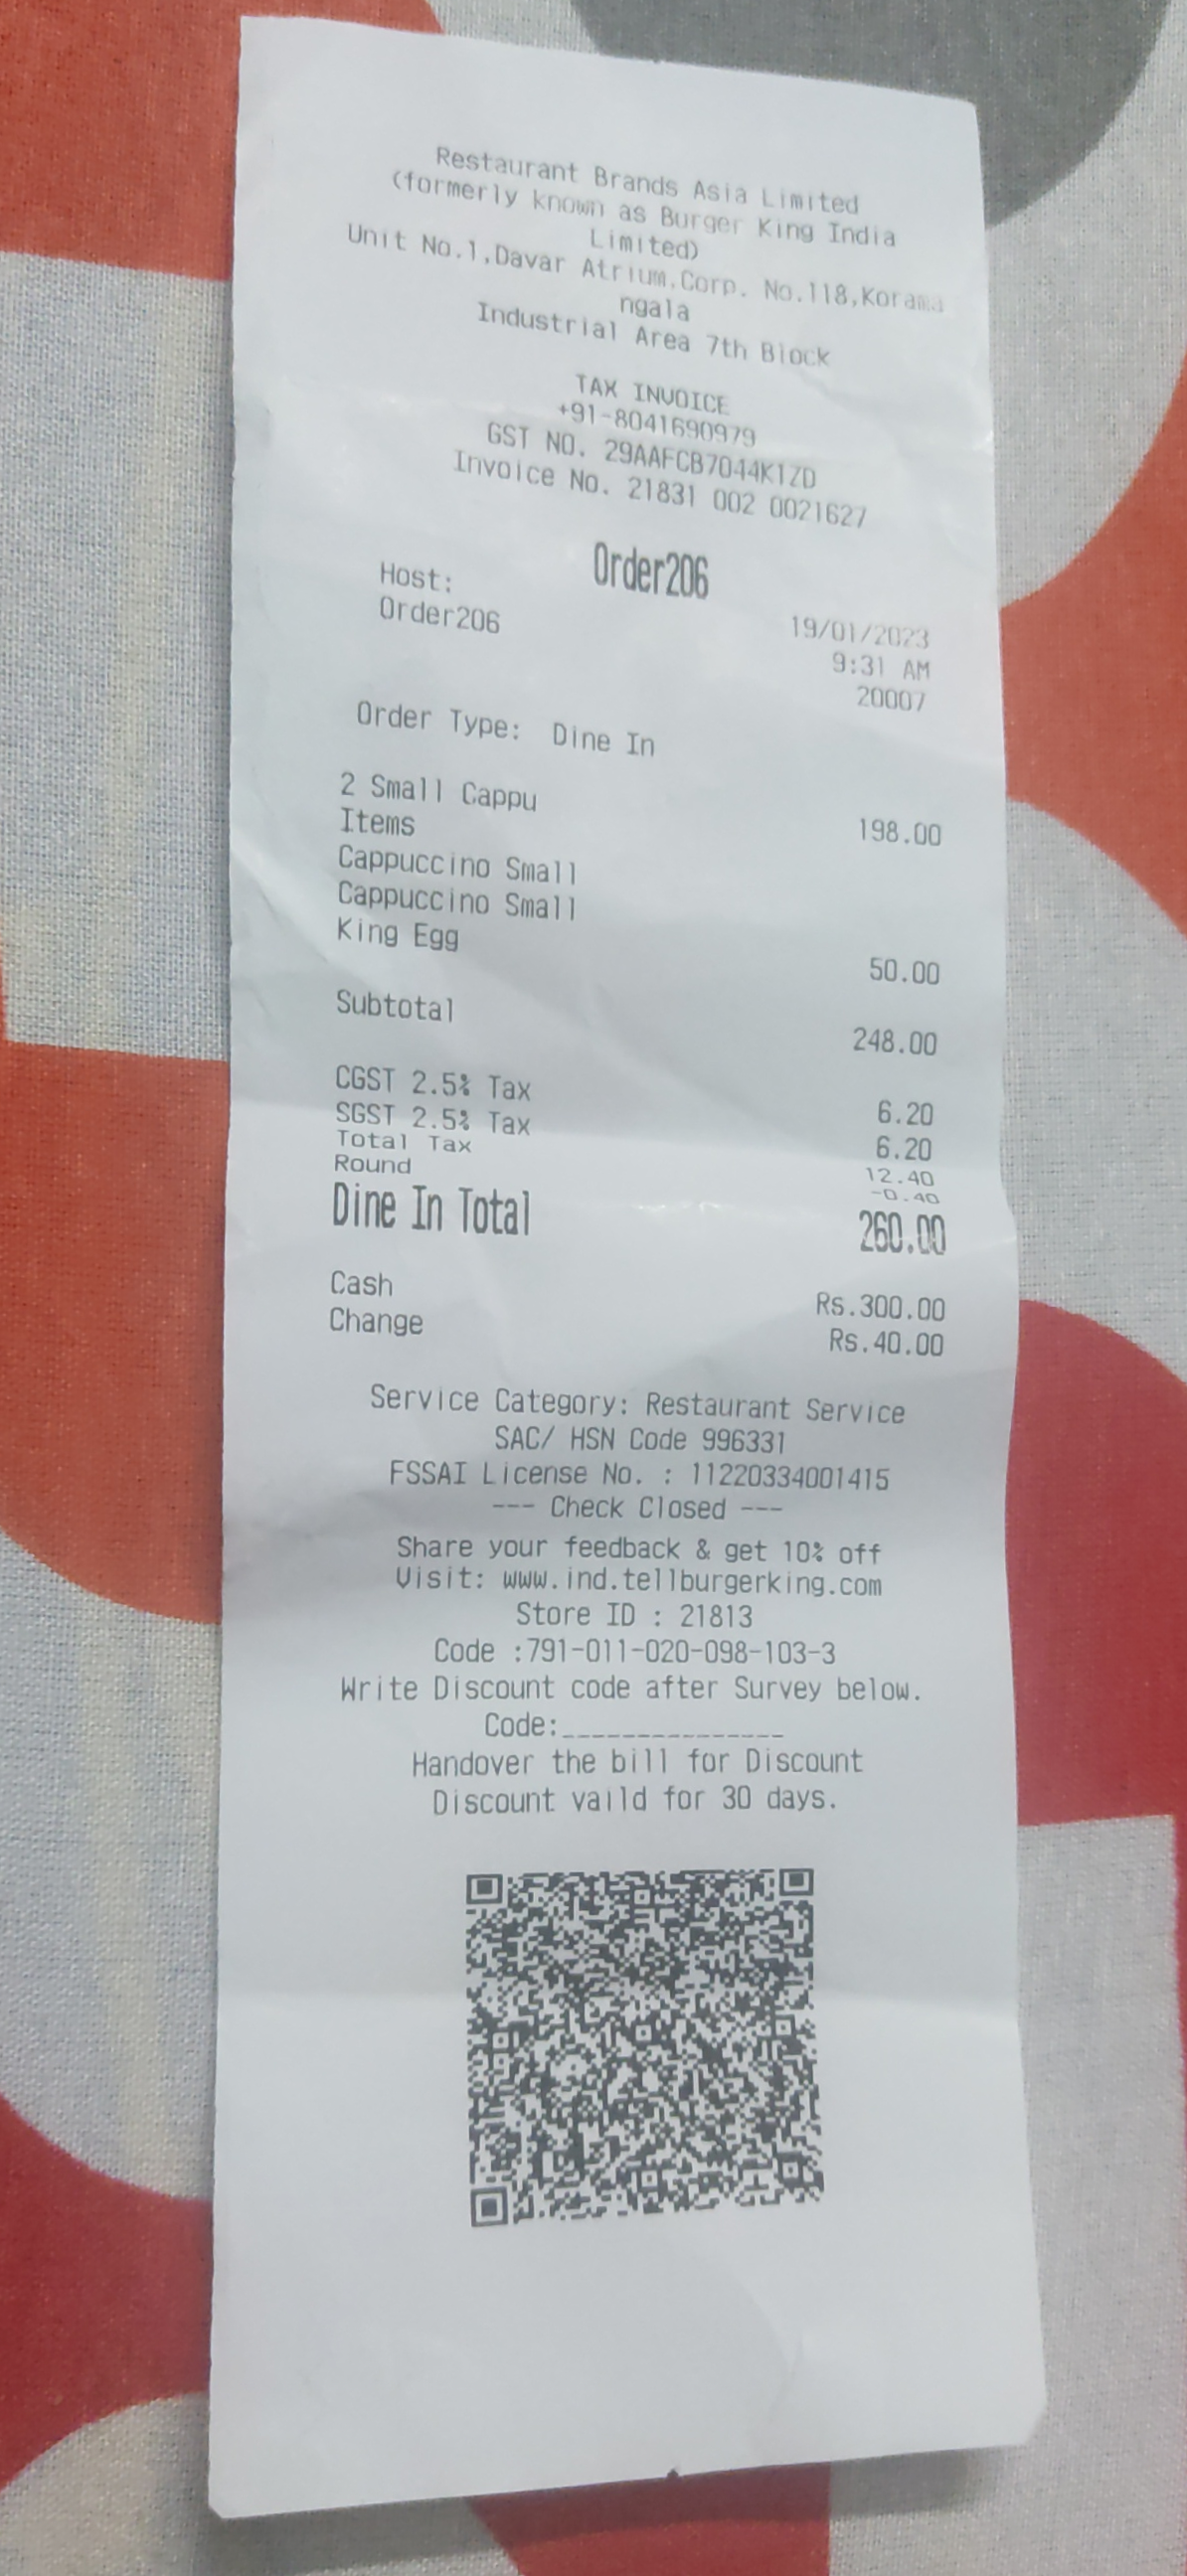 Restaurant Brands Asia Limited
(formerly known as Burger King India
Limited)
Unit No.1,Davar Atrium,Corp. No.118,Korama
ngala
Industrial Area 7th Block
TAX INVOICE
+91-8041690979
GST NO. 29AAFCB7044K1ZD
Invoice No. 21831 002 0021627
Order206
Host:
Order206 19/01/2023
9:31 AM
20007
Order Type: Dine In
2 Small Cappu 198.00
Items
Cappuccino Small
Cappuccino Small
King Egg 50.00
Subtotal 248.00
CGST 2.5% Tax 6.20
SGST 2.5% Tax 6.20
Total Tax 12.40
Round -0.40
Dine In Total 260.00
Cash Rs.300.00
Change Rs.40.00
Service Category: Restaurant Service
SAC/ HSN Code 996331
FSSAI License No. : 11220334001415
--- Check Closed ---
Share your feedback & get 10% off
Visit: www.ind.tellburgerking.com
Store ID : 21813
Code :791-011-020-098-103-3
Write Discount code after Survey below.
Code:_______________
Handover the bill for Discount
Discount vaild for 30 days.